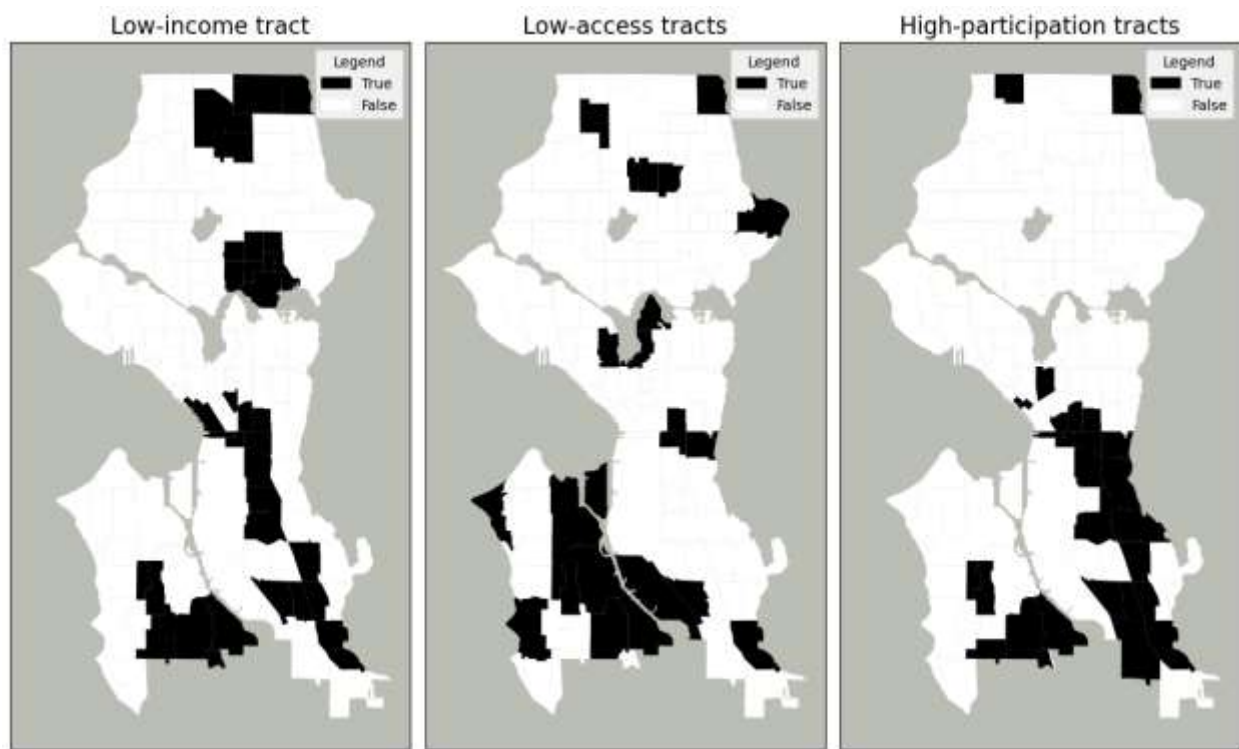 Low-income tract
Legend
True
False
Low-access tracts
Legend
True
False
High-participation tracts
Legend
True
False